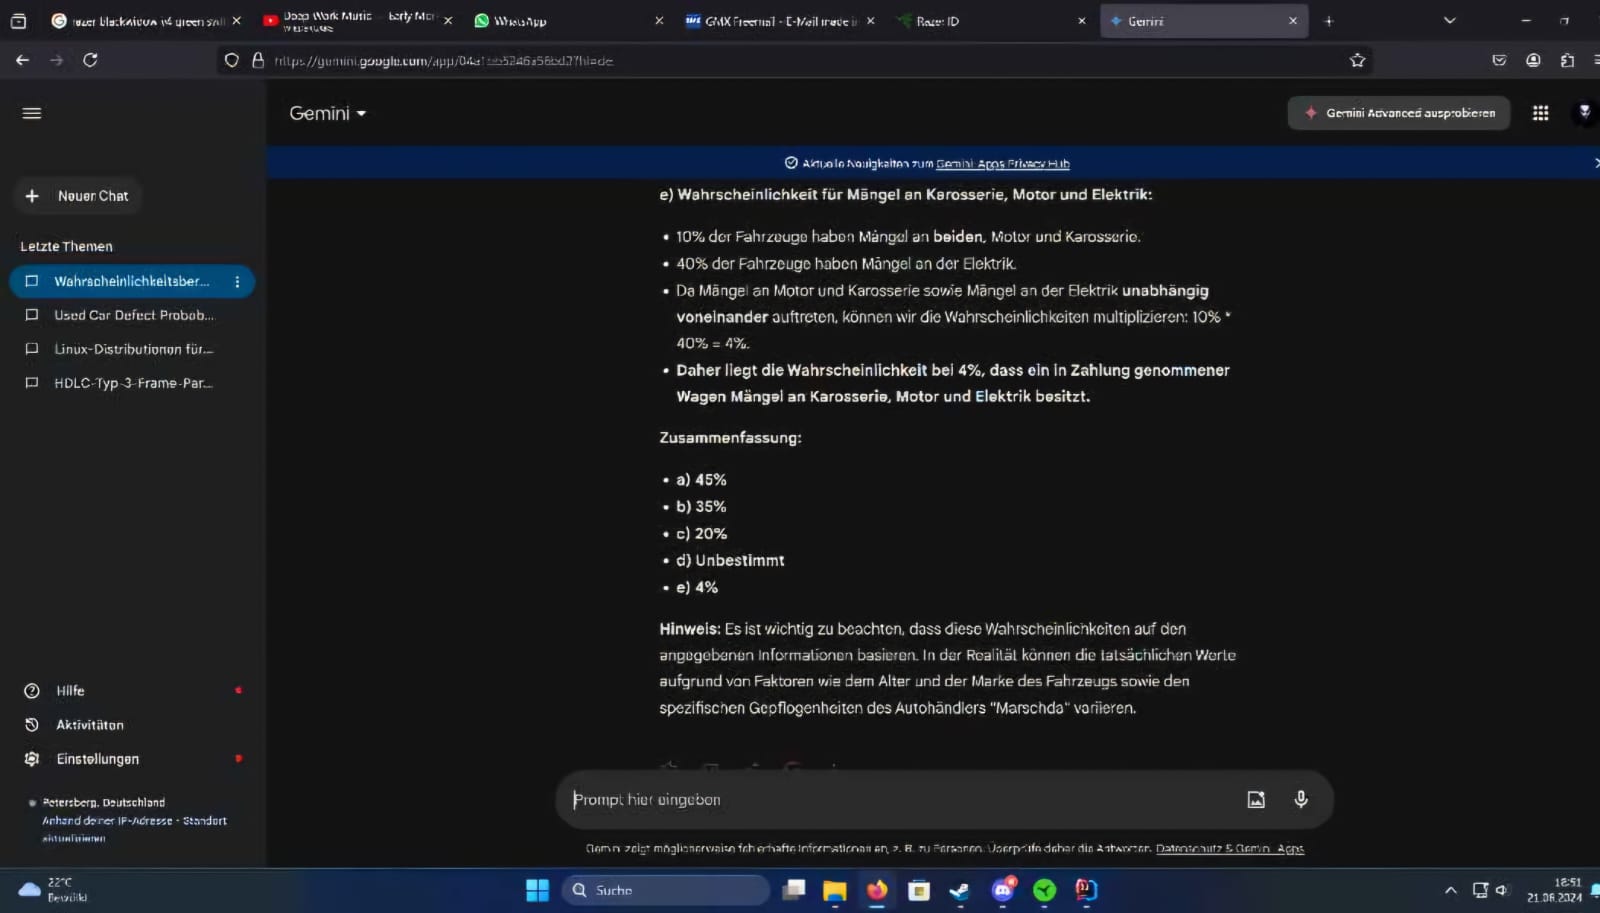 razer blackwidow v4 green swi
Deep Work Music - Early Mor
WhatsApp
GMX Freemail - E-Mail made in
Razer ID
Gemini
Gemini
Gemini Advanced ausprobieren
Aktuelle Neuigkeiten zum Gemini-Apps Privacy Hub
Neuer Chat
Letzte Themen
Wahrscheinlichkeitsber...
Used Car Defect Probab...
Linux-Distributionen für...
HDLC-Typ-3-Frame-Par...
Hilfe
Aktivitäten
Einstellungen
Petersberg, Deutschland
Anhand deiner IP-Adresse - Standort
aktualisieren
e) Wahrscheinlichkeit für Mängel an Karosserie, Motor und Elektrik:
• 10% der Fahrzeuge haben Mängel an beiden, Motor und Karosserie.
• 40% der Fahrzeuge haben Mängel an der Elektrik.
• Da Mängel an Motor und Karosserie sowie Mängel an der Elektrik unabhängig
voneinander auftreten, können wir die Wahrscheinlichkeiten multiplizieren: 10% *
40% = 4%.
• Daher liegt die Wahrscheinlichkeit bei 4%, dass ein in Zahlung genommener
Wagen Mängel an Karosserie, Motor und Elektrik besitzt.
Zusammenfassung:
• a) 45%
• b) 35%
• c) 20%
• d) Unbestimmt
• e) 4%
Hinweis: Es ist wichtig zu beachten, dass diese Wahrscheinlichkeiten auf den
angegebenen Informationen basieren. In der Realität können die tatsächlichen Werte
aufgrund von Faktoren wie dem Alter und der Marke des Fahrzeugs sowie den
spezifischen Gepflogenheiten des Autohändlers "Marschda" variieren.
Prompt hier eingeben
Gemini zeigt möglicherweise fehlerhafte Informationen an, z. B. zu Personen. Überprüfe daher die Antworten. Datenschutz & Gemini-Apps
22°C
Bewölkt
Suche
18:51
21.08.2024